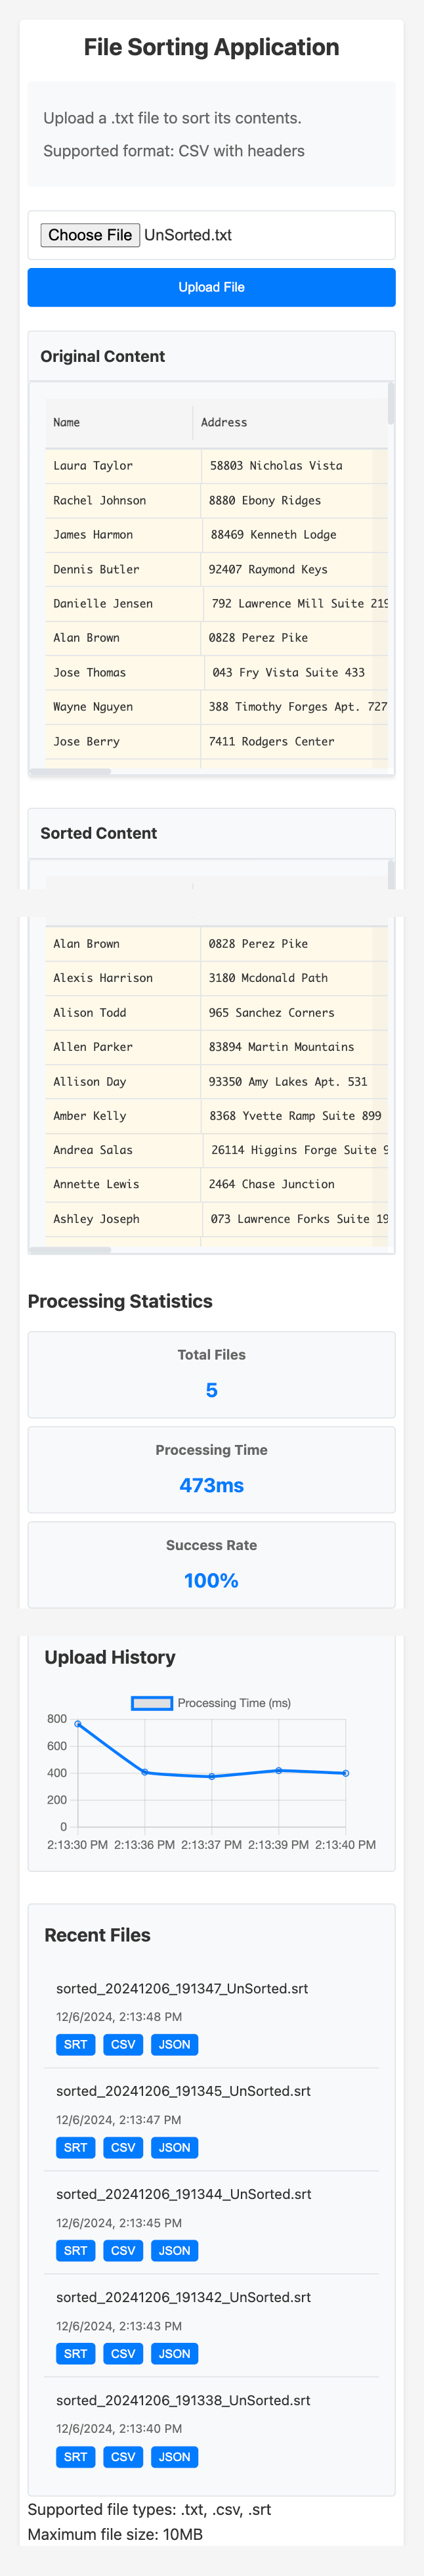 File Sorting Application
Upload a .txt file to sort its contents.
Supported format: CSV with headers
Choose File UnSorted.txt
Upload File
Original Content
Name Address
Laura Taylor 58803 Nicholas Vista
Rachel Johnson 8880 Ebony Ridges
James Harmon 88469 Kenneth Lodge
Dennis Butler 92407 Raymond Keys
Danielle Jensen 792 Lawrence Mill Suite 219
Alan Brown 0828 Perez Pike
Jose Thomas 043 Fry Vista Suite 433
Wayne Nguyen 388 Timothy Forges Apt. 727
Jose Berry 7411 Rodgers Center
Sorted Content
Alan Brown 0828 Perez Pike
Alexis Harrison 3180 Mcdonald Path
Alison Todd 965 Sanchez Corners
Allen Parker 83894 Martin Mountains
Allison Day 93350 Amy Lakes Apt. 531
Amber Kelly 8368 Yvette Ramp Suite 899
Andrea Salas 26114 Higgins Forge Suite 9
Annette Lewis 2464 Chase Junction
Ashley Joseph 073 Lawrence Forks Suite 19
Processing Statistics
Total Files
5
Processing Time
473ms
Success Rate
100%
Upload History
Processing Time (ms)
800
600
400
200
0
2:13:30 PM 2:13:36 PM 2:13:37 PM 2:13:39 PM 2:13:40 PM
Recent Files
sorted_20241206_191347_UnSorted.srt
12/6/2024, 2:13:48 PM
SRT CSV JSON
sorted_20241206_191345_UnSorted.srt
12/6/2024, 2:13:47 PM
SRT CSV JSON
sorted_20241206_191344_UnSorted.srt
12/6/2024, 2:13:45 PM
SRT CSV JSON
sorted_20241206_191342_UnSorted.srt
12/6/2024, 2:13:43 PM
SRT CSV JSON
sorted_20241206_191338_UnSorted.srt
12/6/2024, 2:13:40 PM
SRT CSV JSON
Supported file types: .txt, .csv, .srt
Maximum file size: 10MB